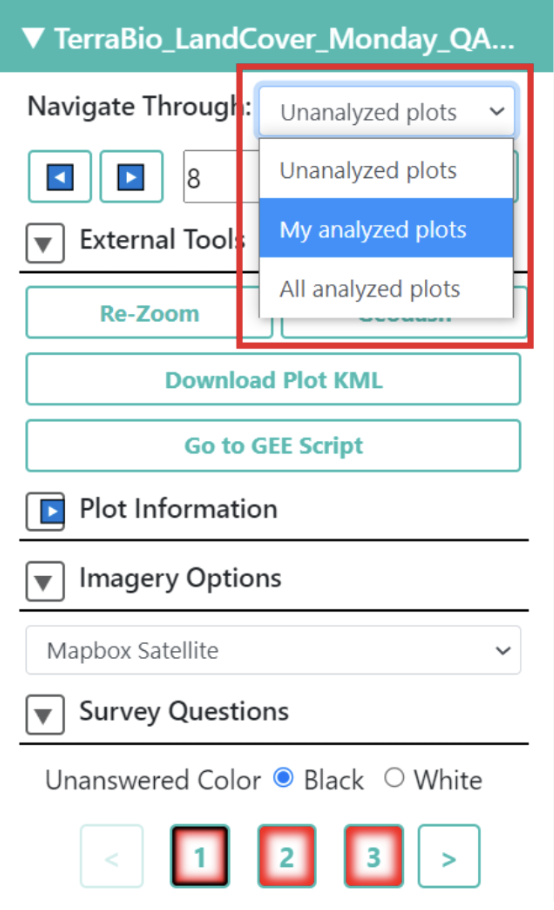 ▼ TerraBio_LandCover_Monday_QA...
Navigate Through:
Unanalyzed plots
8
Unanalyzed plots
My analyzed plots
All analyzed plots
External Tools
Re-Zoom
Geodash
Download Plot KML
Go to GEE Script
Plot Information
Imagery Options
Mapbox Satellite
Survey Questions
Unanswered Color Black White
< 1 2 3 >